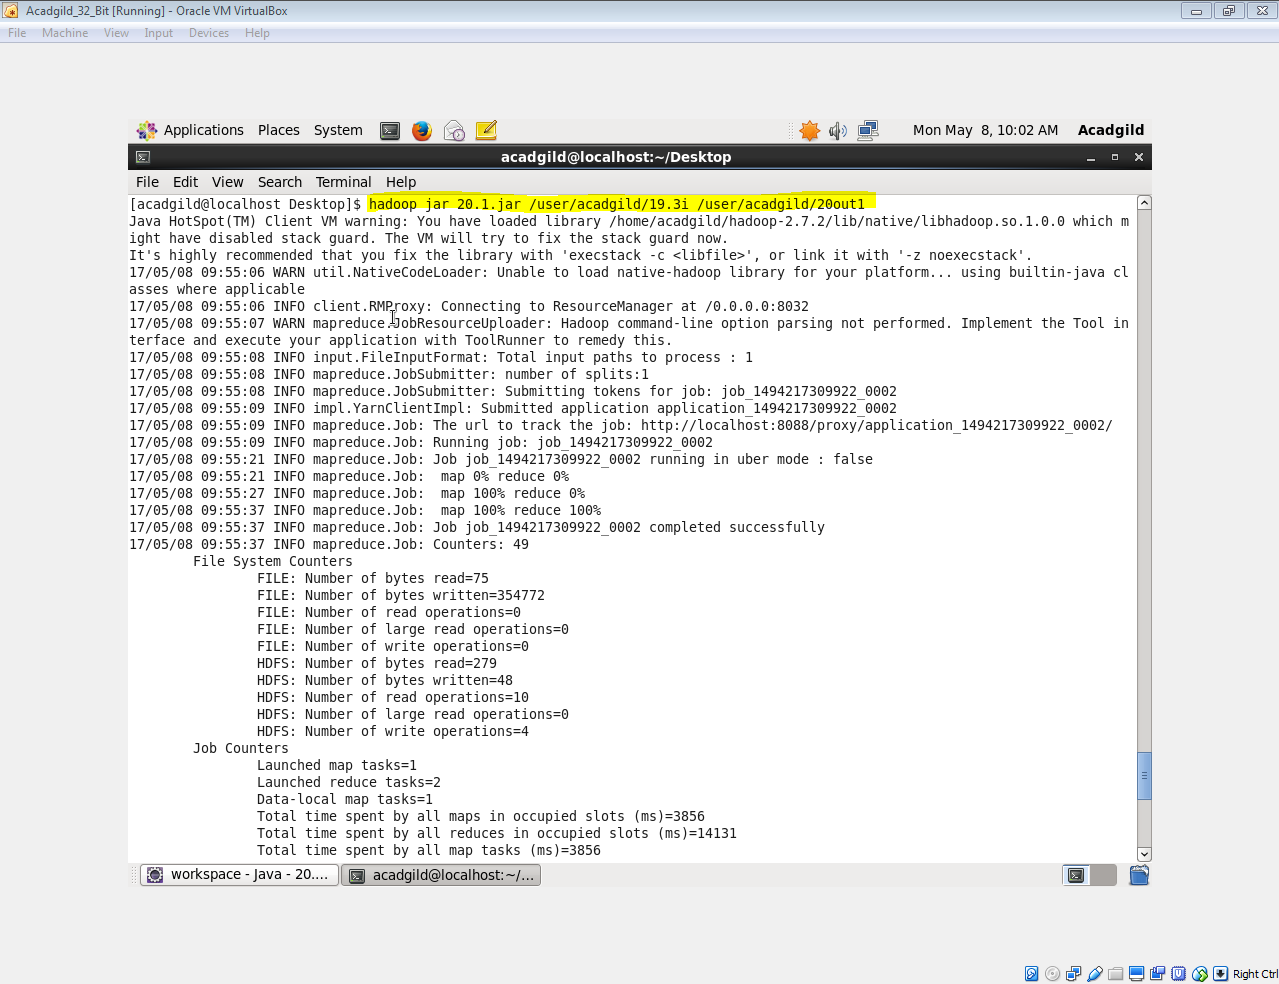 Acadgild_32_Bit [Running] - Oracle VM VirtualBox
File Machine View Input Devices Help
Applications Places System Mon May 8, 10:02 AM Acadgild
acadgild@localhost:~/Desktop
File Edit View Search Terminal Help
[acadgild@localhost Desktop]$ hadoop jar 20.1.jar /user/acadgild/19.3i /user/acadgild/20out1
Java HotSpot(TM) Client VM warning: You have loaded library /home/acadgild/hadoop-2.7.2/lib/native/libhadoop.so.1.0.0 which m
ight have disabled stack guard. The VM will try to fix the stack guard now.
It's highly recommended that you fix the library with 'execstack -c <libfile>', or link it with '-z noexecstack'.
17/05/08 09:55:06 WARN util.NativeCodeLoader: Unable to load native-hadoop library for your platform... using builtin-java cl
asses where applicable
17/05/08 09:55:06 INFO client.RMProxy: Connecting to ResourceManager at /0.0.0.0:8032
17/05/08 09:55:07 WARN mapreduce.JobResourceUploader: Hadoop command-line option parsing not performed. Implement the Tool in
terface and execute your application with ToolRunner to remedy this.
17/05/08 09:55:08 INFO input.FileInputFormat: Total input paths to process : 1
17/05/08 09:55:08 INFO mapreduce.JobSubmitter: number of splits:1
17/05/08 09:55:08 INFO mapreduce.JobSubmitter: Submitting tokens for job: job_1494217309922_0002
17/05/08 09:55:09 INFO impl.YarnClientImpl: Submitted application application_1494217309922_0002
17/05/08 09:55:09 INFO mapreduce.Job: The url to track the job: http://localhost:8088/proxy/application_1494217309922_0002/
17/05/08 09:55:09 INFO mapreduce.Job: Running job: job_1494217309922_0002
17/05/08 09:55:21 INFO mapreduce.Job: Job job_1494217309922_0002 running in uber mode : false
17/05/08 09:55:21 INFO mapreduce.Job:  map 0% reduce 0%
17/05/08 09:55:27 INFO mapreduce.Job:  map 100% reduce 0%
17/05/08 09:55:37 INFO mapreduce.Job:  map 100% reduce 100%
17/05/08 09:55:37 INFO mapreduce.Job: Job job_1494217309922_0002 completed successfully
17/05/08 09:55:37 INFO mapreduce.Job: Counters: 49
File System Counters
FILE: Number of bytes read=75
FILE: Number of bytes written=354772
FILE: Number of read operations=0
FILE: Number of large read operations=0
FILE: Number of write operations=0
HDFS: Number of bytes read=279
HDFS: Number of bytes written=48
HDFS: Number of read operations=10
HDFS: Number of large read operations=0
HDFS: Number of write operations=4
Job Counters
Launched map tasks=1
Launched reduce tasks=2
Data-local map tasks=1
Total time spent by all maps in occupied slots (ms)=3856
Total time spent by all reduces in occupied slots (ms)=14131
Total time spent by all map tasks (ms)=3856
workspace - Java - 20.... acadgild@localhost:~/...
Right Ctrl